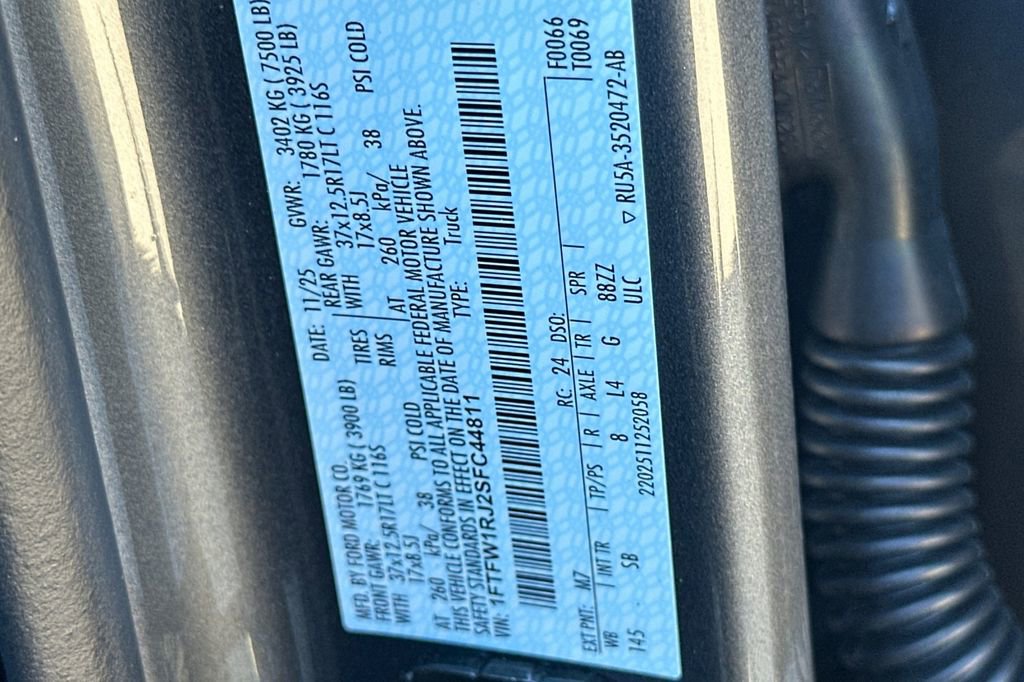 MFD. BY FORD MOTOR CO. DATE: 11/25 GVWR: 3402 KG ( 7500 LB)
FRONT GAWR: 1769 KG ( 3900 LB) REAR GAWR: 1780 KG ( 3925 LB)
WITH 37x12.5R17LT C 116S TIRES WITH 37x12.5R17LT C 116S
17x8.5J RIMS 17x8.5J
AT 260 kPa/ 38 PSI COLD AT 260 kPa/ 38 PSI COLD
THIS VEHICLE CONFORMS TO ALL APPLICABLE FEDERAL MOTOR VEHICLE
SAFETY STANDARDS IN EFFECT ON THE DATE OF MANUFACTURE SHOWN ABOVE.
VIN: 1FTFW1RJ2SFC44811 TYPE: Truck
F0066
T0069
EXT PNT: M7 RC: 24 DSO:
WB INT TR TP/PS R AXLE TR SPR
145 SB 8 L4 G 88ZZ
2202511252058 ULC
▽ RU5A-3520472-AB